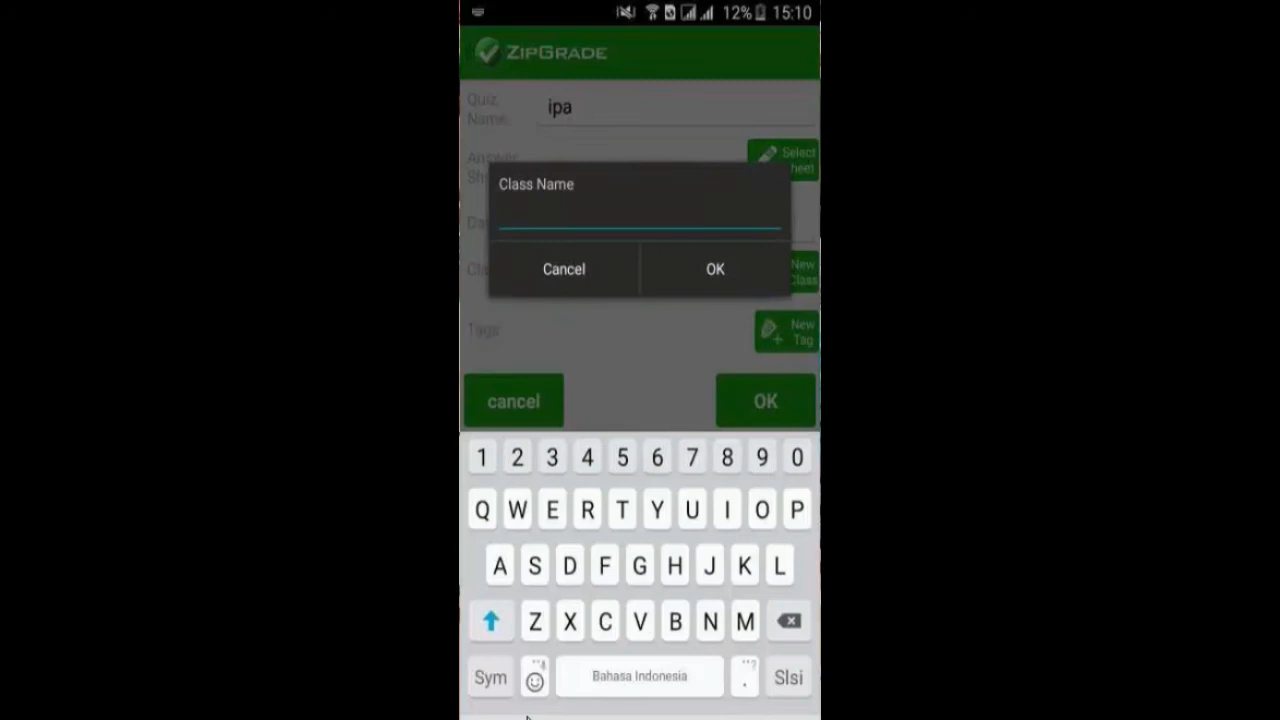 12% 15:10
ZIPGRADE
Quiz
Name
ipa
Select
Class Name
Cancel
OK
New
Class
Tags
New
Tag
cancel
OK
1 2 3 4 5 6 7 8 9 0
Q W E R T Y U I O P
A S D F G H J K L
Z X C V B N M
Sym
Bahasa Indonesia
.
Slsi